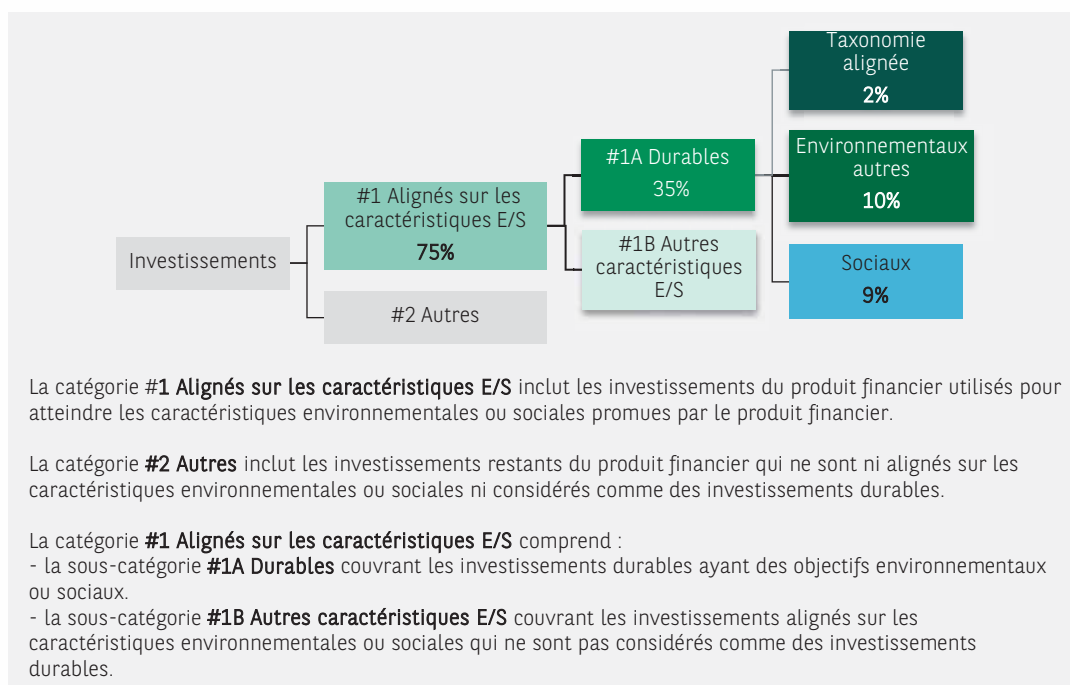 Taxonomie
alignée
2%
#1A Durables
35%
Environnementaux
autres
10%
#1 Alignés sur les
caractéristiques E/S
75%
#1B Autres
caractéristiques
E/S
Investissements
Sociaux
9%
#2 Autres
La catégorie #1 Alignés sur les caractéristiques E/S inclut les investissements du produit financier utilisés pour
atteindre les caractéristiques environnementales ou sociales promues par le produit financier.
La catégorie #2 Autres inclut les investissements restants du produit financier qui ne sont ni alignés sur les
caractéristiques environnementales ou sociales ni considérés comme des investissements durables.
La catégorie #1 Alignés sur les caractéristiques E/S comprend :
- la sous-catégorie #1A Durables couvrant les investissements durables ayant des objectifs environnementaux
ou sociaux.
- la sous-catégorie #1B Autres caractéristiques E/S couvrant les investissements alignés sur les
caractéristiques environnementales ou sociales qui ne sont pas considérés comme des investissements
durables.